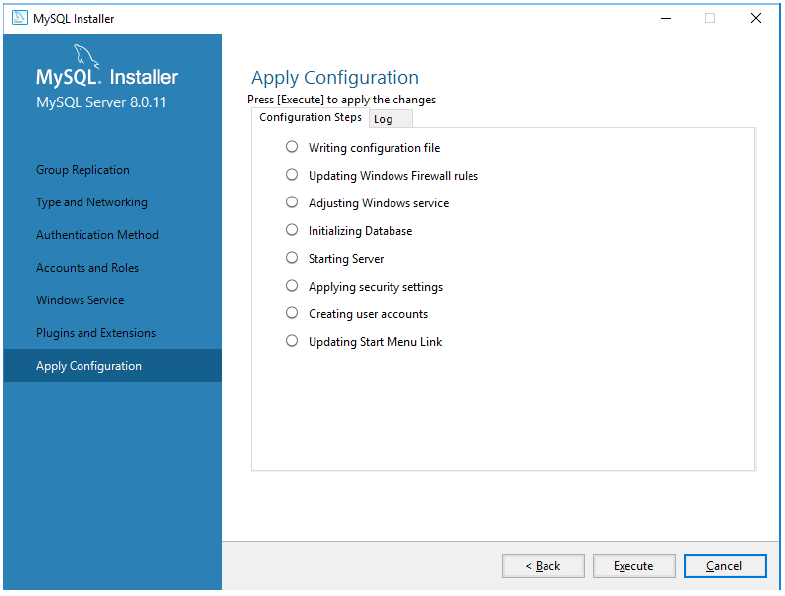 MySQL Installer
MySQL. Installer
MySQL Server 8.0.11
Group Replication
Type and Networking
Authentication Method
Accounts and Roles
Windows Service
Plugins and Extensions
Apply Configuration
Apply Configuration
Press [Execute] to apply the changes
Configuration Steps
Log
Writing configuration file
Updating Windows Firewall rules
Adjusting Windows service
Initializing Database
Starting Server
Applying security settings
Creating user accounts
Updating Start Menu Link
< Back
Execute
Cancel